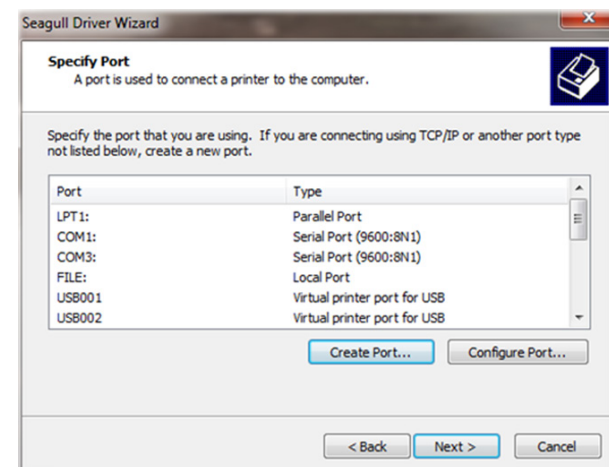 Seagull Driver Wizard
Specify Port
A port is used to connect a printer to the computer.
Specify the port that you are using. If you are connecting using TCP/IP or another port type
not listed below, create a new port.
Port Type
LPT1: Parallel Port
COM1: Serial Port (9600:8N1)
COM3: Serial Port (9600:8N1)
FILE: Local Port
USB001 Virtual printer port for USB
USB002 Virtual printer port for USB
Create Port... Configure Port...
< Back Next > Cancel